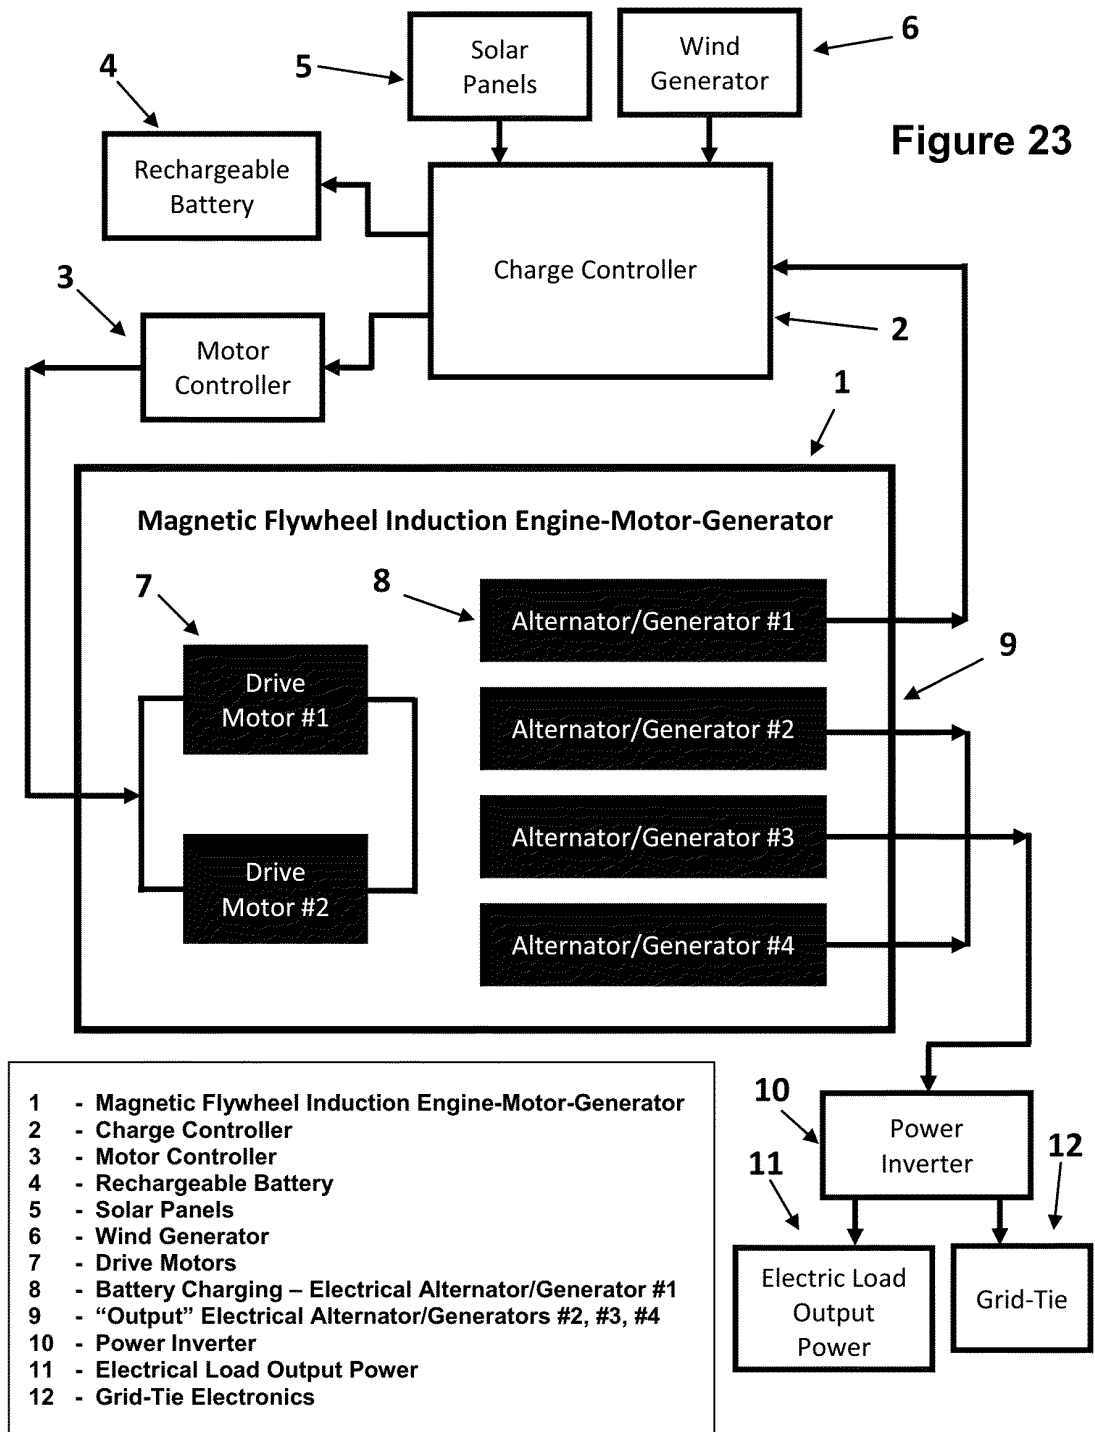 Solar
Panels
5
Wind
Generator
6
4
Figure 23
Rechargeable
Battery
Charge Controller
3
2
Motor
Controller
1
Magnetic Flywheel Induction Engine-Motor-Generator
7
8
Alternator/Generator #1
9
Drive
Motor #1
Alternator/Generator #2
Alternator/Generator #3
Drive
Motor #2
Alternator/Generator #4
1 - Magnetic Flywheel Induction Engine-Motor-Generator
2 - Charge Controller
3 - Motor Controller
4 - Rechargeable Battery
5 - Solar Panels
6 - Wind Generator
7 - Drive Motors
8 - Battery Charging – Electrical Alternator/Generator #1
9 - “Output” Electrical Alternator/Generators #2, #3, #4
10 - Power Inverter
11 - Electrical Load Output Power
12 - Grid-Tie Electronics
10
Power
Inverter
11
12
Electric Load
Output
Power
Grid-Tie